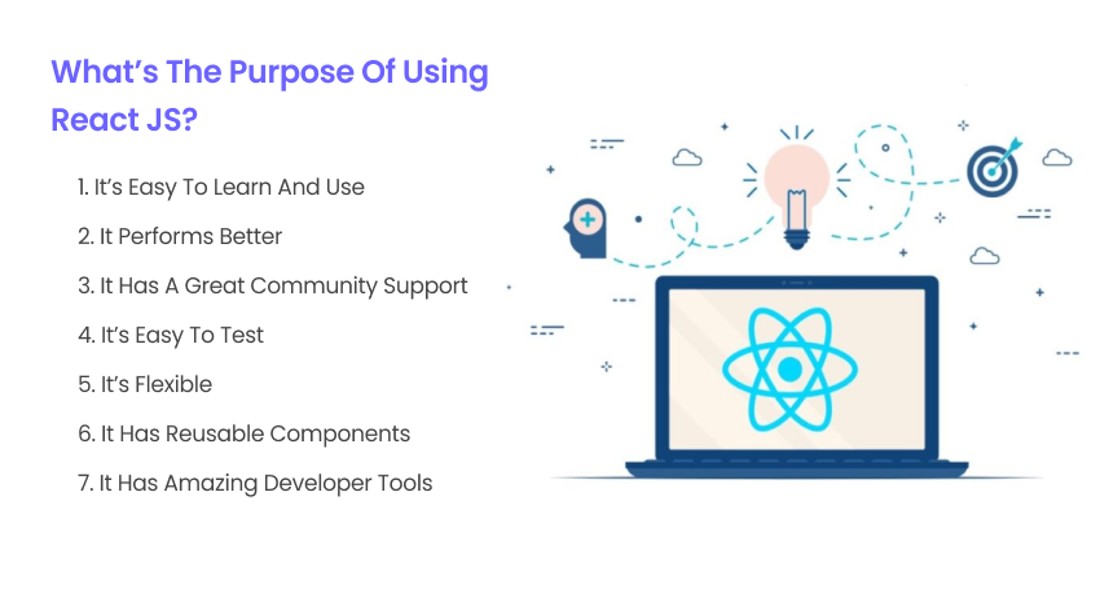 What’s The Purpose Of Using
React JS?
1. It’s Easy To Learn And Use
2. It Performs Better
3. It Has A Great Community Support
4. It’s Easy To Test
5. It’s Flexible
6. It Has Reusable Components
7. It Has Amazing Developer Tools